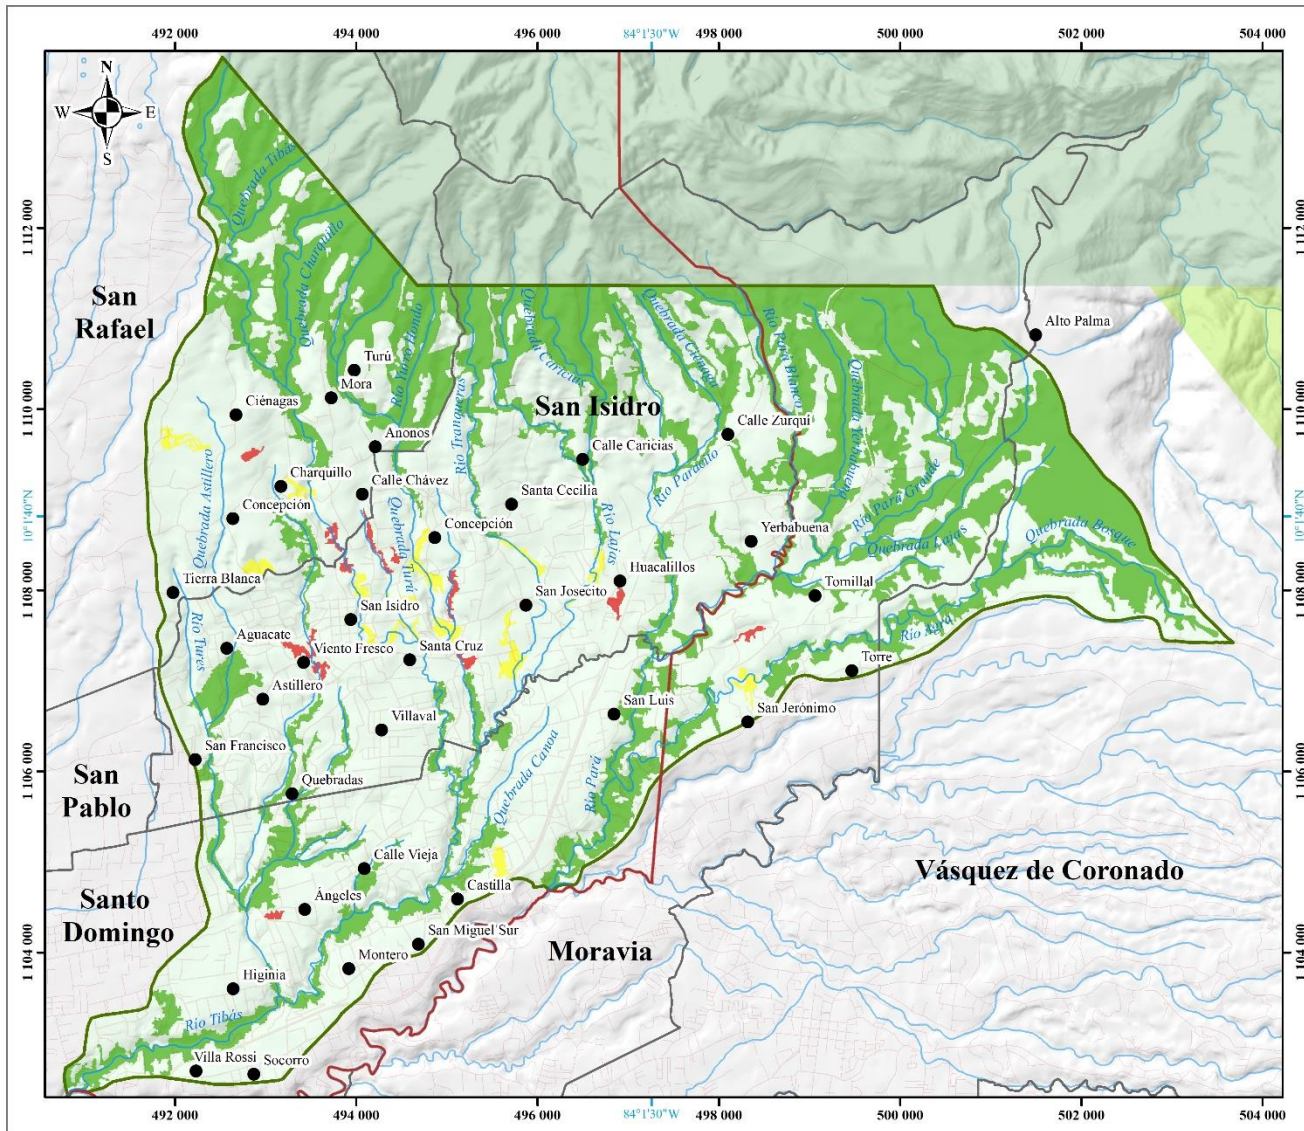 492 000
494 000
496 000
84°1'30"W
498 000
500 000
502 000
504 000
N
W
E
S
Quebrada Tibás
1 112 000
1 112 000
Quebrada Charquillo
San
Rafael
Río Yurro Hondo
Quebrada Caricias
Quebrada Ciénaga
Río Pará Blanco
Alto Palma
Turú
Mora
1 110 000
1 110 000
Ciénagas
San Isidro
Río Tranqueras
Quebrada Yerbabuena
Anonos
Calle Zurquí
Calle Caricias
Quebrada Astillero
Charquillo
Calle Chávez
Río Paracito
Río Pará Grande
Concepción
Santa Cecilia
10°1'40"N
10°1'40"N
Concepción
Río Lajas
Yerbabuena
Quebrada Lajas
Quebrada Bosque
Quebrada Turú
Tierra Blanca
Huacalillos
1 108 000
1 108 000
San Josecito
Tornillal
San Isidro
Río Tures
Río Agra
Aguacate
Viento Fresco
Santa Cruz
Torre
Astillero
San Luis
San Jerónimo
Villaval
San Francisco
1 106 000
1 106 000
San
Pablo
Quebradas
Quebrada Canoa
Río Pará
Calle Vieja
Vásquez de Coronado
Santo
Domingo
Castilla
Ángeles
San Miguel Sur
Moravia
1 104 000
1 104 000
Montero
Higinia
Río Tibás
Villa Rossi
Socorro
492 000
494 000
496 000
84°1'30"W
498 000
500 000
502 000
504 000